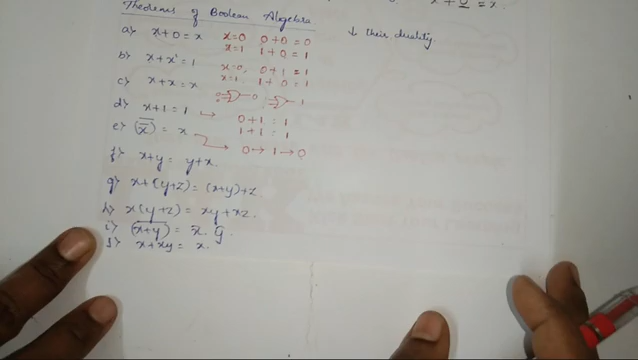 x + 0 = x.
Theorems of Boolean Algebra
a) x+0 = x x=0 0+0 = 0 ↓ their duality.
x=1 1+0 = 1
b) x+x' = 1 x=0, 0+1 = 1
x=1 1+0 = 1
c) x+x = x
d) x+1 = 1 → 0+1 = 1
1+1 = 1
e) (x̿) = x → 0→1→0
f) x+y = y+x.
g) x+(y+z) = (x+y)+z.
h) x(y+z) = xy+xz.
i) (x+y)‾ = x̄. ȳ.
j) x+xy = x.